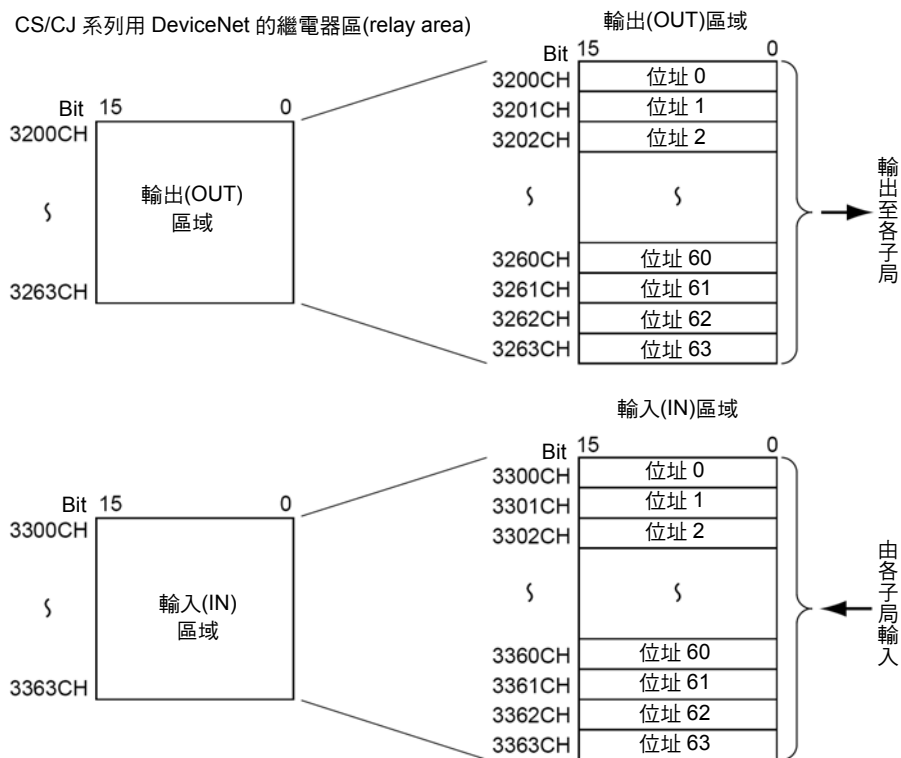 CS/CJ 系列用 DeviceNet 的繼電器區(relay area)
輸出(OUT)區域
Bit 15 0
3200CH 位址 0
3201CH 位址 1
3202CH 位址 2
3260CH 位址 60
3261CH 位址 61
3262CH 位址 62
3263CH 位址 63
輸出至各子局
Bit 15 0
3200CH
輸出(OUT)
區域
3263CH
輸入(IN)區域
Bit 15 0
3300CH 位址 0
3301CH 位址 1
3302CH 位址 2
3360CH 位址 60
3361CH 位址 61
3362CH 位址 62
3363CH 位址 63
由各子局輸入
Bit 15 0
3300CH
輸入(IN)
區域
3363CH